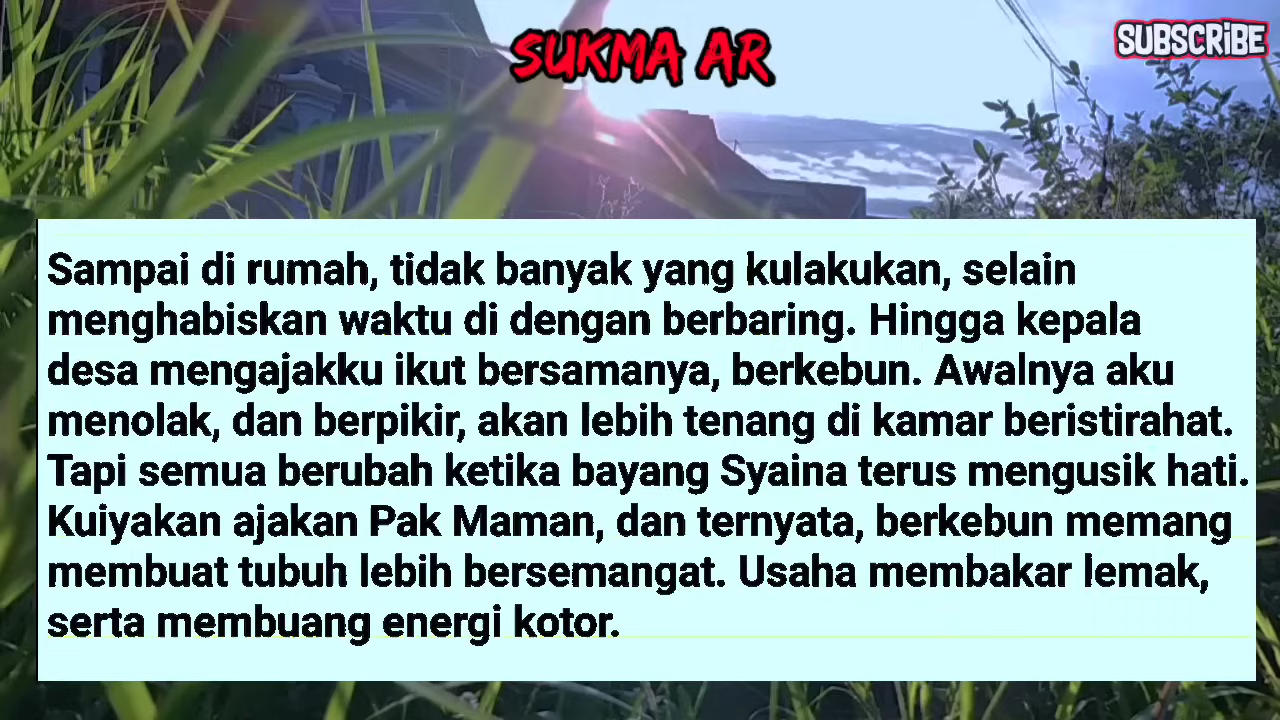 SUKMA AR
SUBSCRiBE
Sampai di rumah, tidak banyak yang kulakukan, selain
menghabiskan waktu di dengan berbaring. Hingga kepala
desa mengajakku ikut bersamanya, berkebun. Awalnya aku
menolak, dan berpikir, akan lebih tenang di kamar beristirahat.
Tapi semua berubah ketika bayang Syaina terus mengusik hati.
Kuiyakan ajakan Pak Maman, dan ternyata, berkebun memang
membuat tubuh lebih bersemangat. Usaha membakar lemak,
serta membuang energi kotor.